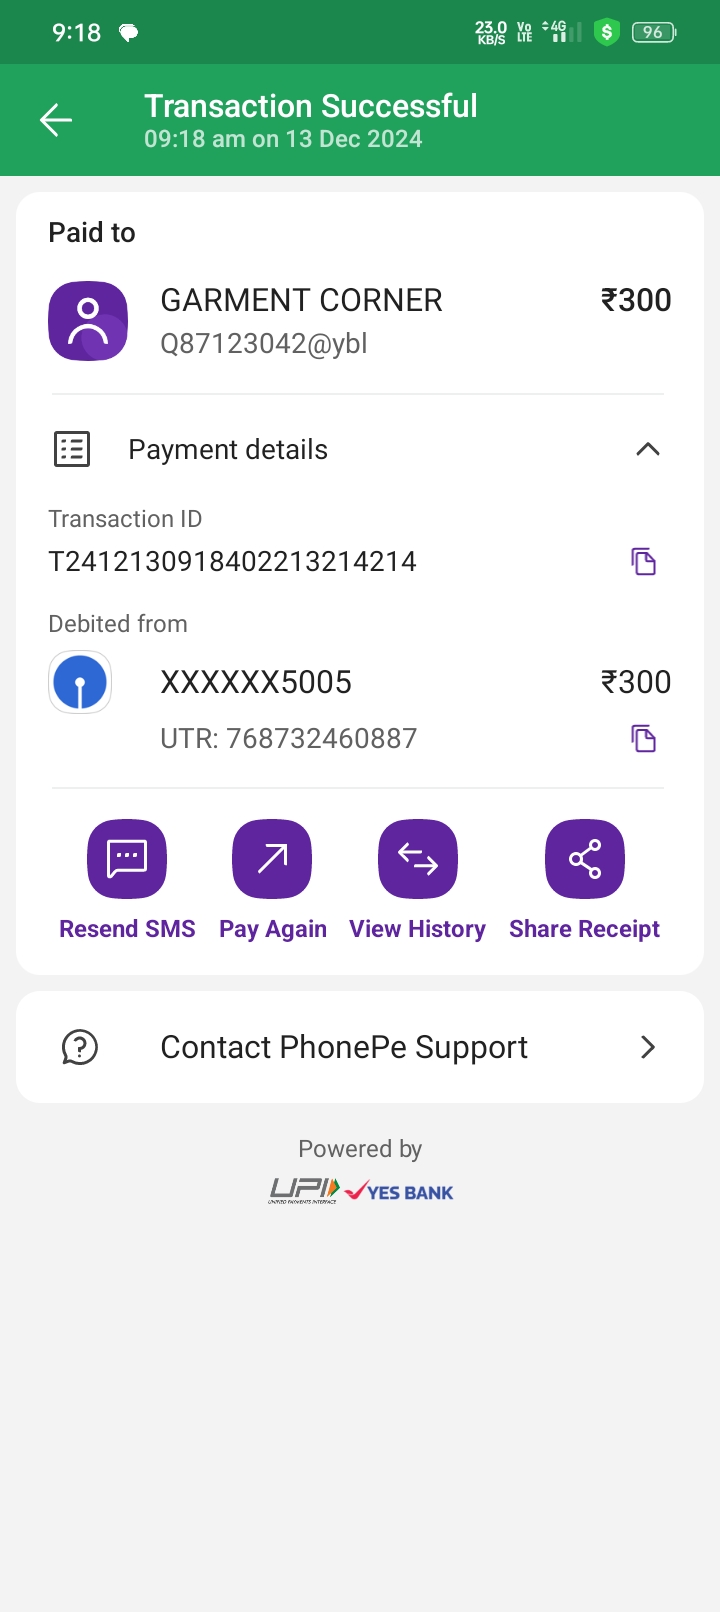 9:18 23.0 KB/S Vo LTE 4G 96
Transaction Successful
09:18 am on 13 Dec 2024
Paid to
GARMENT CORNER ₹300
Q87123042@ybl
Payment details
Transaction ID
T2412130918402213214214
Debited from
XXXXXX5005 ₹300
UTR: 768732460887
Resend SMS Pay Again View History Share Receipt
Contact PhonePe Support
Powered by
UPI YES BANK
UNIFIED PAYMENTS INTERFACE